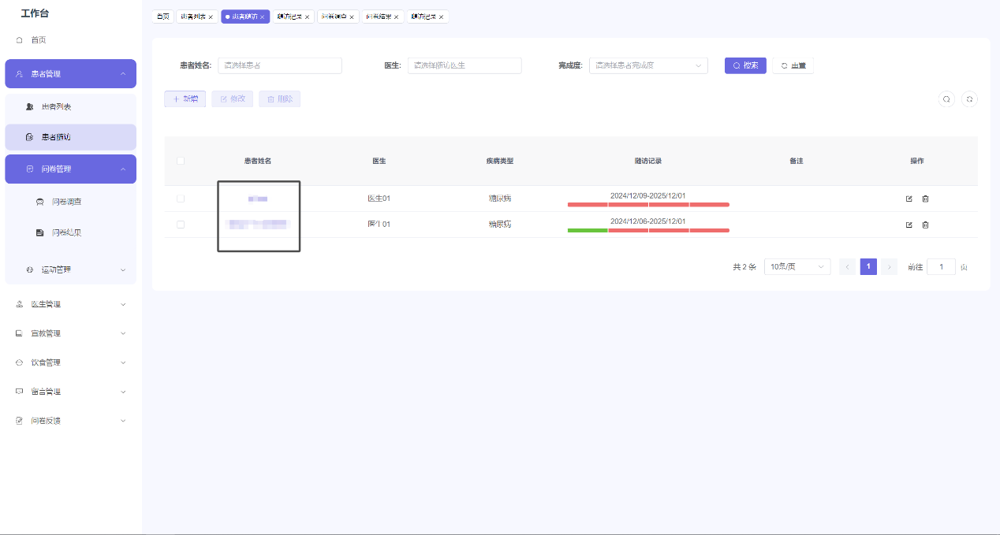 工作台
首页
患者管理
患者列表
患者随访
问卷管理
问卷调查
问卷结果
运动管理
医生管理
宣教管理
饮食管理
留言管理
问卷反馈
首页 患者列表 患者随访 随访记录 问卷调查 问卷结果 随访记录
患者姓名: 请选择患者 医生: 请选择随访医生 完成度: 请选择患者完成度 搜索 重置
新增 修改 删除
患者姓名 医生 疾病类型 随访记录 备注 操作
医生01 糖尿病 2024/12/09-2025/12/01
医生01 糖尿病 2024/12/06-2025/12/01
共 2 条 10条/页 1 前往 1 页